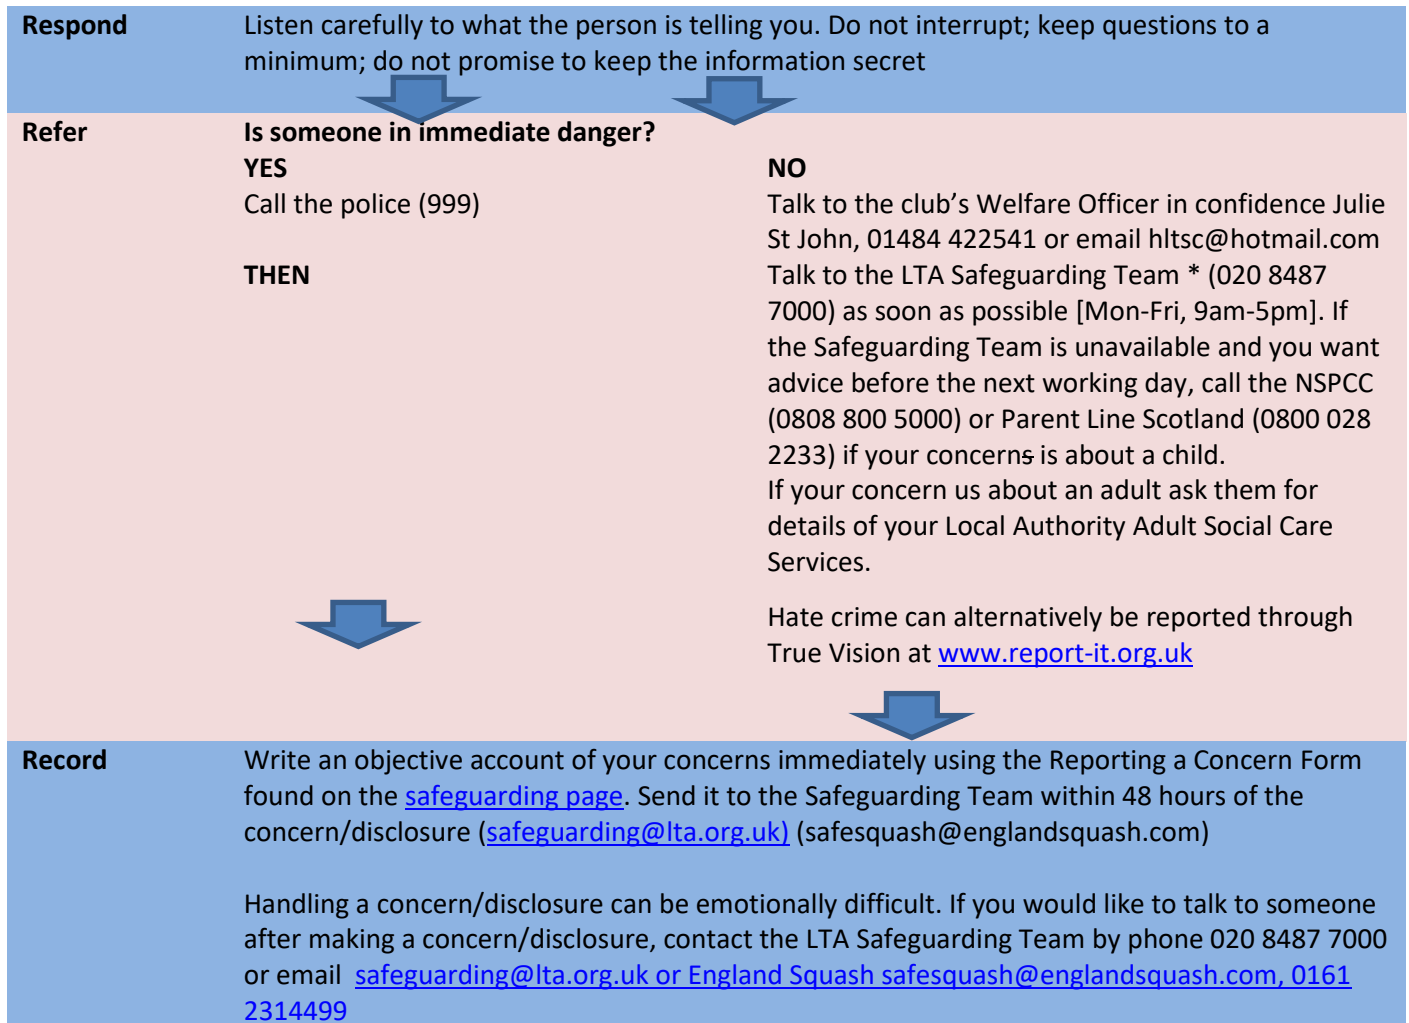 Respond
Listen carefully to what the person is telling you. Do not interrupt; keep questions to a
minimum; do not promise to keep the information secret
Refer
Is someone in immediate danger?
YES
Call the police (999)
THEN
NO
Talk to the club’s Welfare Officer in confidence Julie
St John, 01484 422541 or email hltsc@hotmail.com
Talk to the LTA Safeguarding Team * (020 8487
7000) as soon as possible [Mon-Fri, 9am-5pm]. If
the Safeguarding Team is unavailable and you want
advice before the next working day, call the NSPCC
(0808 800 5000) or Parent Line Scotland (0800 028
2233) if your concerns is about a child.
If your concern us about an adult ask them for
details of your Local Authority Adult Social Care
Services.
Hate crime can alternatively be reported through
True Vision at www.report-it.org.uk
Record
Write an objective account of your concerns immediately using the Reporting a Concern Form
found on the safeguarding page. Send it to the Safeguarding Team within 48 hours of the
concern/disclosure (safeguarding@lta.org.uk) (safesquash@englandsquash.com)
Handling a concern/disclosure can be emotionally difficult. If you would like to talk to someone
after making a concern/disclosure, contact the LTA Safeguarding Team by phone 020 8487 7000
or email safeguarding@lta.org.uk or England Squash safesquash@englandsquash.com, 0161
2314499